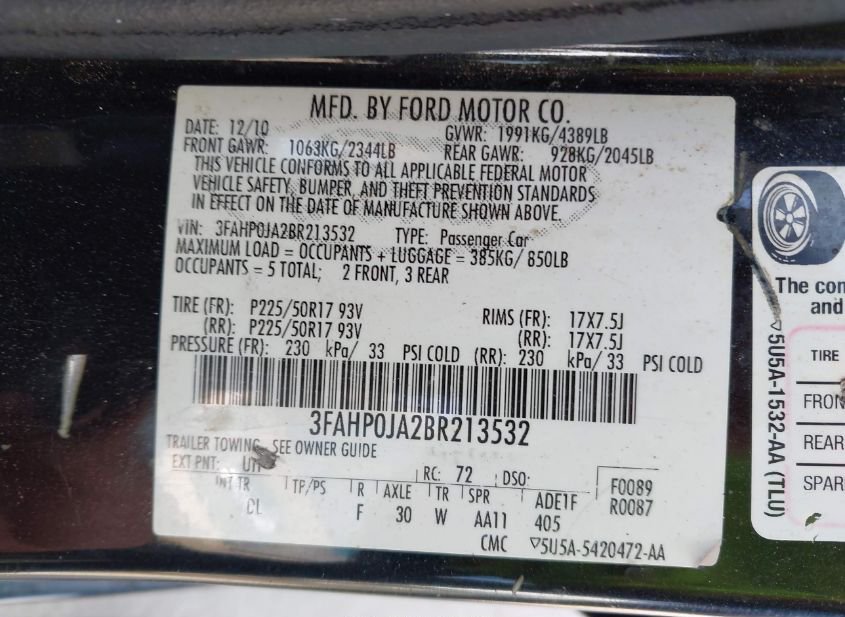 MFD. BY FORD MOTOR CO.
DATE: 12/10 GVWR: 1991KG/4389LB
FRONT GAWR: 1063KG/2344LB REAR GAWR: 928KG/2045LB
THIS VEHICLE CONFORMS TO ALL APPLICABLE FEDERAL MOTOR
VEHICLE SAFETY, BUMPER, AND THEFT PREVENTION STANDARDS
IN EFFECT ON THE DATE OF MANUFACTURE SHOWN ABOVE.
VIN: 3FAHP0JA2BR213532 TYPE: Passenger Car
MAXIMUM LOAD = OCCUPANTS + LUGGAGE = 385KG/ 850LB
OCCUPANTS = 5 TOTAL; 2 FRONT, 3 REAR
TIRE (FR): P225/50R17 93V RIMS (FR): 17X7.5J
(RR): P225/50R17 93V (RR): 17X7.5J
PRESSURE (FR): 230 kPa/ 33 PSI COLD (RR): 230 kPa/ 33 PSI COLD
3FAHP0JA2BR213532
TRAILER TOWING SEE OWNER GUIDE
EXT PNT: RC: 72 DSO: F0089
INT TR TP/PS R AXLE TR SPR ADE1F R0087
CL F 30 W AA11 405
CMC ▽5U5A-5420472-AA
▽5U5A-1532-AA (TLU)
The com
and
TIRE
FRON
REAR
SPAR